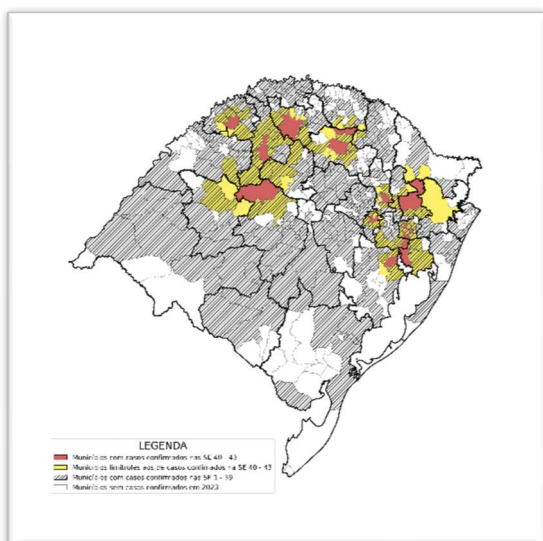 LEGENDA
Municípios com casos confirmados nas SE 40 - 43
Municípios limítrofes aos de casos confirmados na SE 40 - 43
Municípios com casos confirmados nas SE 1 - 39
Municípios sem casos confirmados em 2023